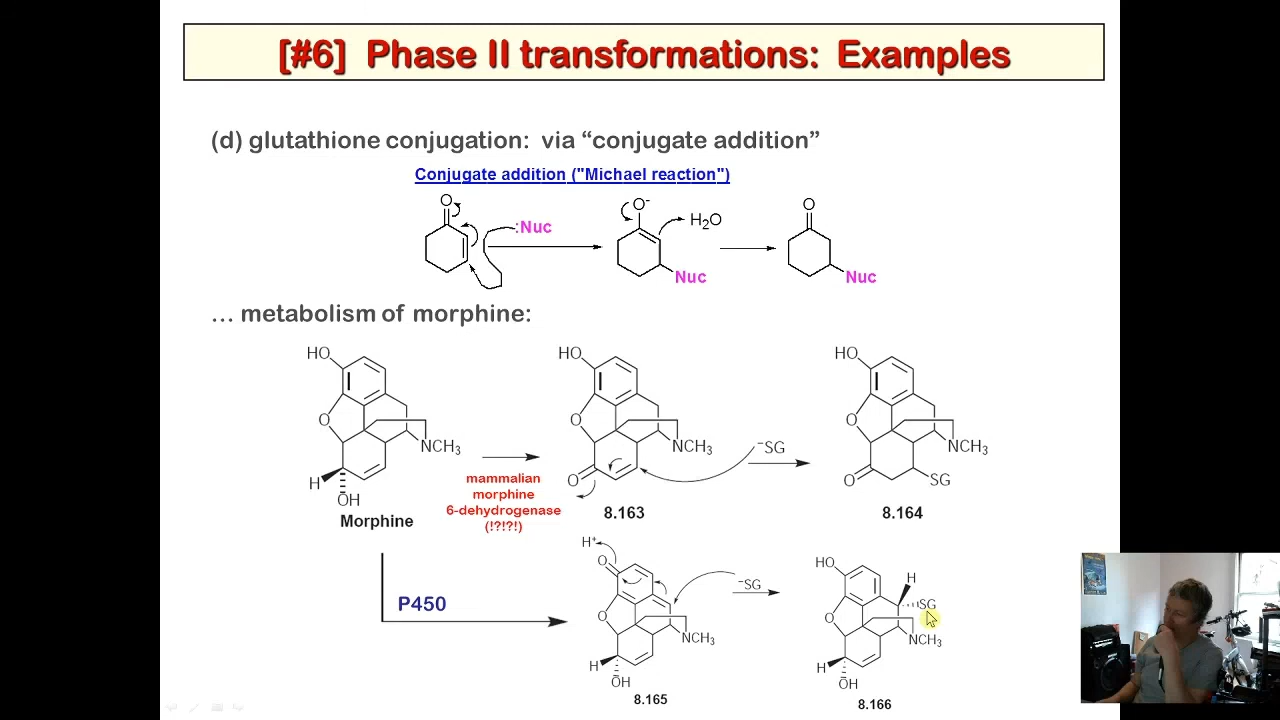 [#6] Phase II transformations: Examples
(d) glutathione conjugation: via “conjugate addition”
Conjugate addition ("Michael reaction")
O
:Nuc
O-
H2O
Nuc
O
Nuc
… metabolism of morphine:
HO
O
NCH3
H
OH
Morphine
mammalian
morphine
6-dehydrogenase
(!?!?!)
HO
O
NCH3
O
8.163
-SG
HO
O
NCH3
O
SG
8.164
P450
H+
O
O
NCH3
H
OH
8.165
-SG
HO
H
SG
O
NCH3
H
OH
8.166